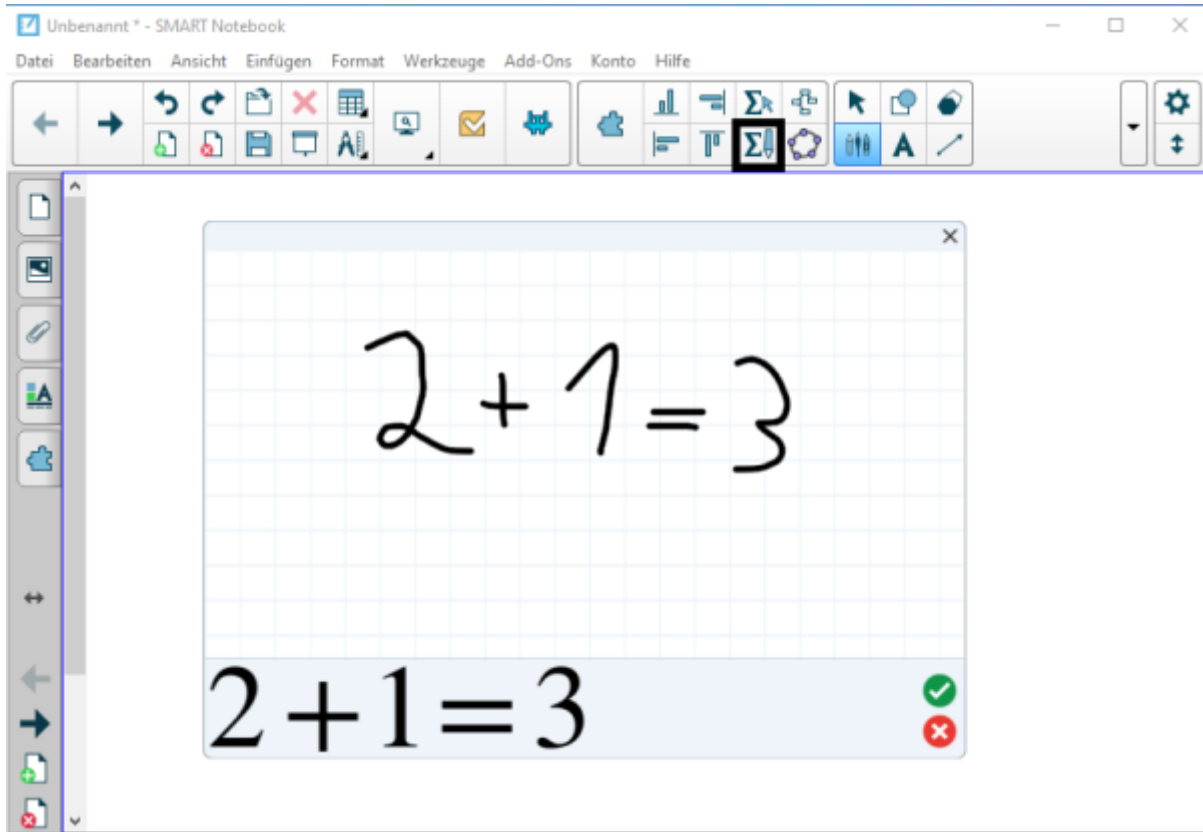 Unbenannt * - SMART Notebook
Datei Bearbeiten Ansicht Einfügen Format Werkzeuge Add-Ons Konto Hilfe
2+1=3
2+1=3